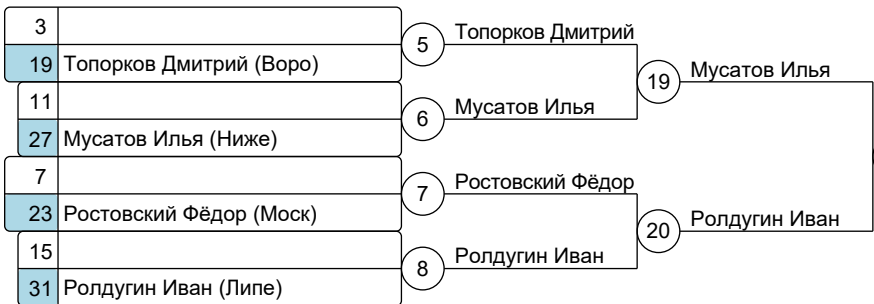 3
19 Топорков Дмитрий (Воро)
5
Топорков Дмитрий
19
Мусатов Илья
11
27 Мусатов Илья (Ниже)
6
Мусатов Илья
7
23 Ростовский Фёдор (Моск)
7
Ростовский Фёдор
20
Ролдугин Иван
15
31 Ролдугин Иван (Липе)
8
Ролдугин Иван